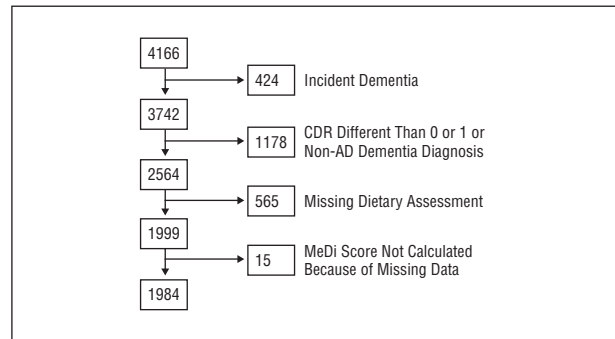 4166
424 Incident Dementia
3742
1178 CDR Different Than 0 or 1 or
Non-AD Dementia Diagnosis
2564
565 Missing Dietary Assessment
1999
15 MeDi Score Not Calculated
Because of Missing Data
1984